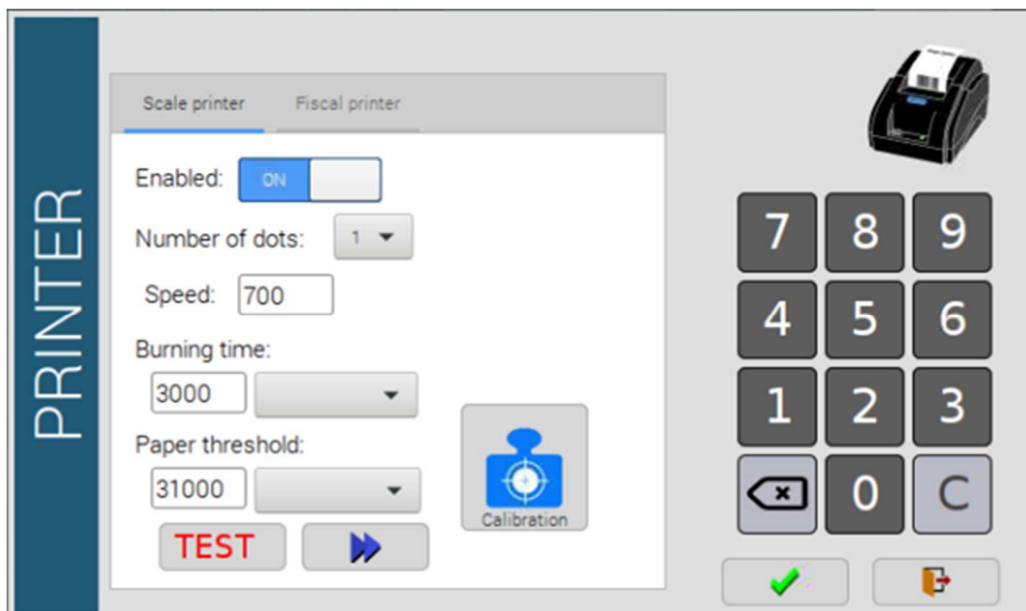 PRINTER
Scale printer Fiscal printer
Enabled: ON
Number of dots: 1
Speed: 700
Burning time:
3000
Paper threshold:
31000
Calibration
TEST
7 8 9
4 5 6
1 2 3
0 C